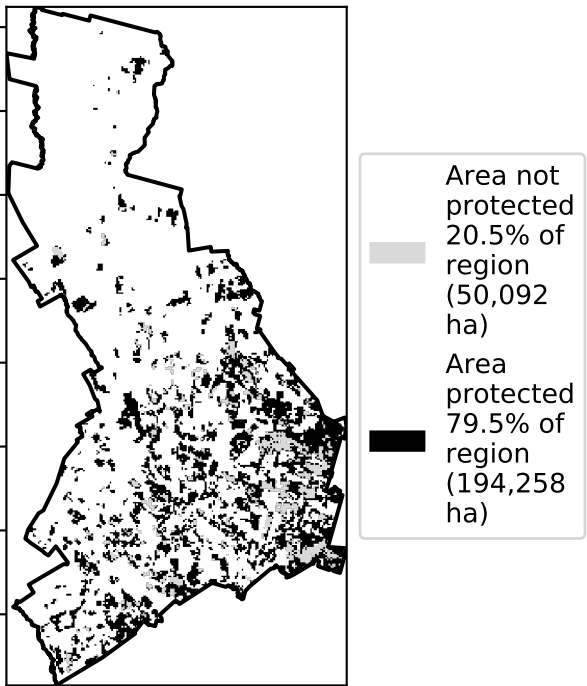 Area not
protected
20.5% of
region
(50,092
ha)
Area
protected
79.5% of
region
(194,258
ha)